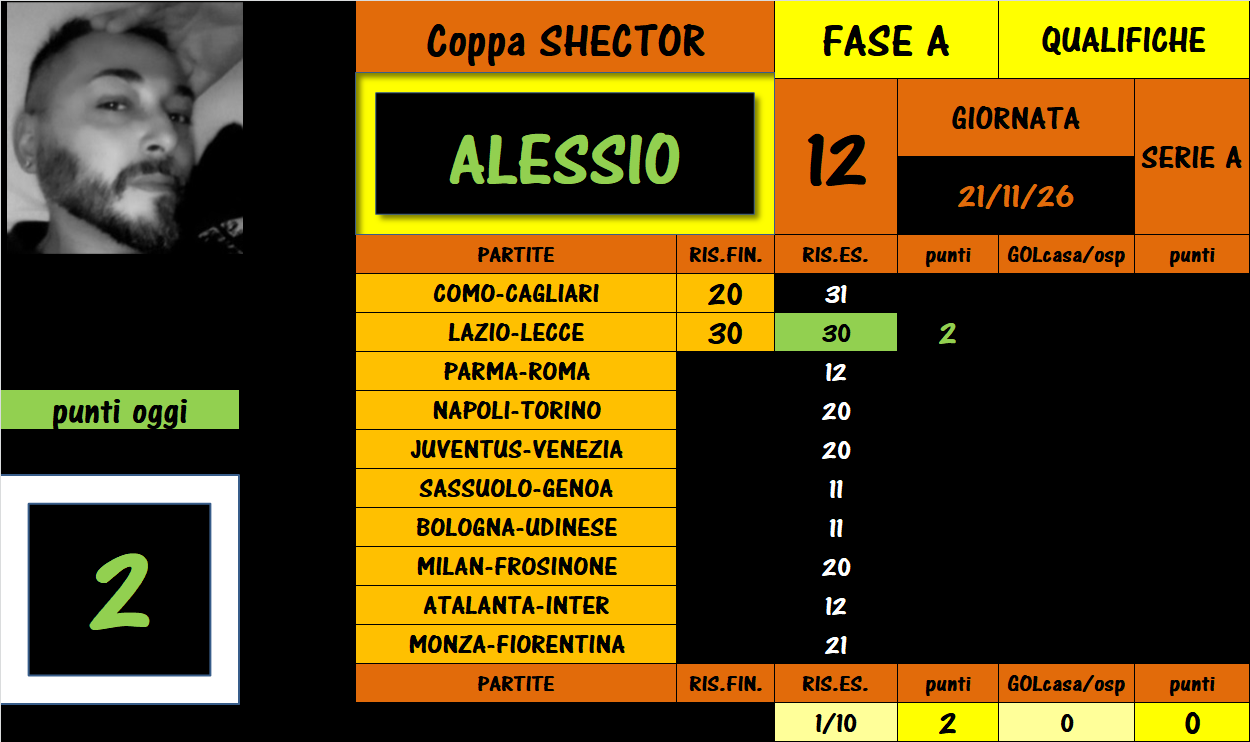 Coppa SHECTOR FASE A QUALIFICHE
ALESSIO 12 GIORNATA SERIE A
21/11/26
PARTITE RIS.FIN. RIS.ES. punti GOLcasa/osp punti
COMO-CAGLIARI 20 31
LAZIO-LECCE 30 30 2
PARMA-ROMA 12
NAPOLI-TORINO 20
JUVENTUS-VENEZIA 20
SASSUOLO-GENOA 11
BOLOGNA-UDINESE 11
MILAN-FROSINONE 20
ATALANTA-INTER 12
MONZA-FIORENTINA 21
PARTITE RIS.FIN. RIS.ES. punti GOLcasa/osp punti
1/10 2 0 0
punti oggi
2